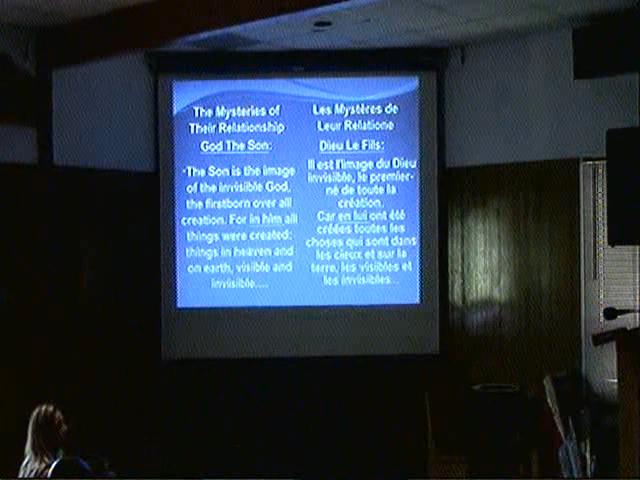 The Mysteries of
Their Relationship
God The Son:
•The Son is the image
of the invisible God,
the firstborn over all
creation. For in him all
things were created:
things in heaven and
on earth, visible and
invisible....
Les Mystères de
Leur Relatione
Dieu Le Fils:
Il est l'image du Dieu
invisible, le premier-
né de toute la
création.
Car en lui ont été
créées toutes les
choses qui sont dans
les cieux et sur la
terre, les visibles et
les invisibles...